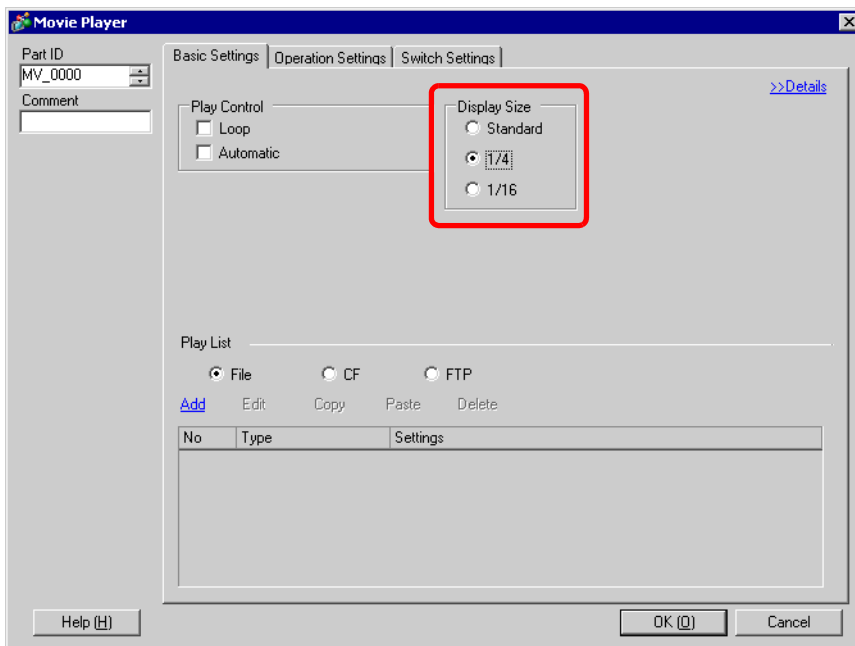 Movie Player
Part ID
MV_0000
Comment
Basic Settings
Operation Settings
Switch Settings
>>Details
Play Control
Loop
Automatic
Display Size
Standard
1/4
1/16
Play List
File
CF
FTP
Add
Edit
Copy
Paste
Delete
No
Type
Settings
Help (H)
OK (O)
Cancel